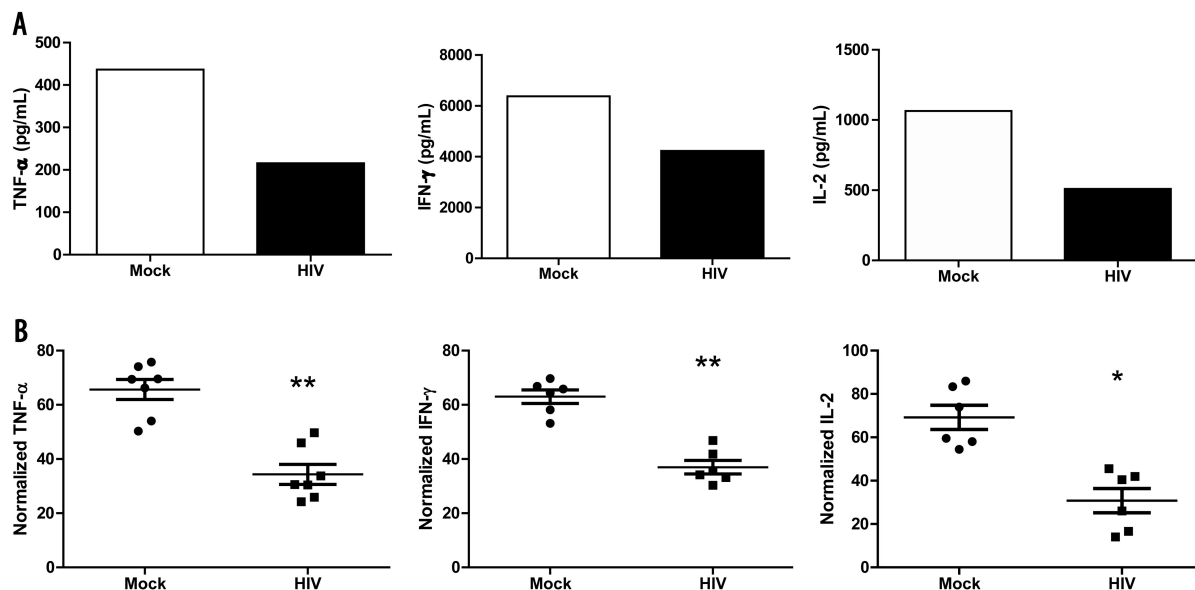 A
TNF-α (pg/mL)
500
400
300
200
100
0
Mock
HIV
IFN-γ (pg/mL)
8000
6000
4000
2000
0
Mock
HIV
IL-2 (pg/mL)
1500
1000
500
0
Mock
HIV
B
Normalized TNF-α
80
60
40
20
0
**
Mock
HIV
Normalized IFN-γ
80
60
40
20
0
**
Mock
HIV
Normalized IL-2
100
80
60
40
20
0
*
Mock
HIV